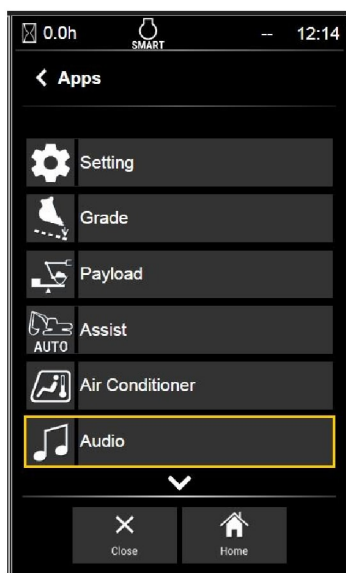 0.0h SMART -- 12:14
Apps
Setting
Grade
Payload
AUTO Assist
Air Conditioner
Audio
Close Home